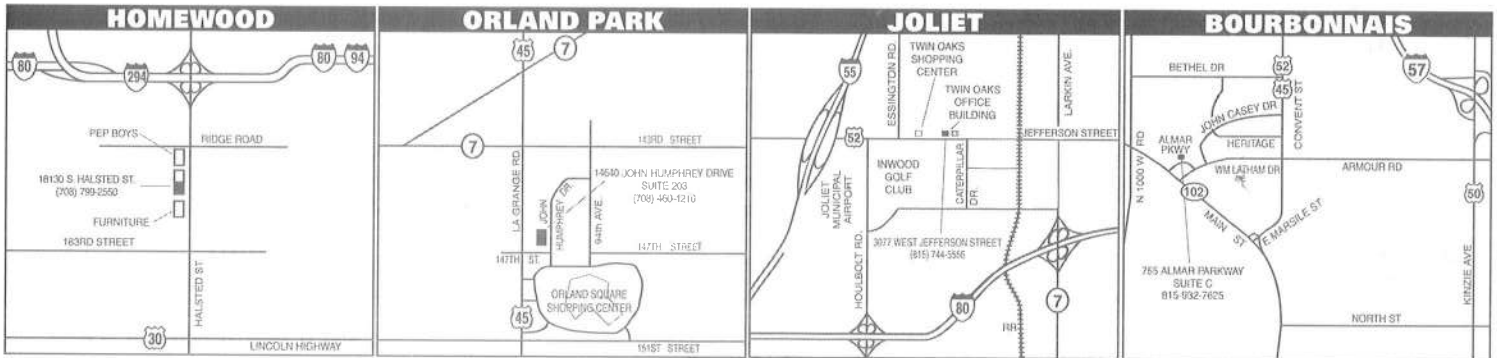 HOMEWOOD
80
294
80
94
PEP BOYS
RIDGE ROAD
18130 S. HALSTED ST.
(708) 799-2550
FURNITURE
183RD STREET
HALSTED ST
30
LINCOLN HIGHWAY
ORLAND PARK
45
7
7
143RD STREET
LA GRANGE RD.
14640 JOHN HUMPHREY DRIVE
SUITE 203
(708) 460-1210
JOHN
HUMPHREY DR.
94th AVE.
147TH ST.
147TH STREET
ORLAND SQUARE
SHOPPING CENTER
45
151ST STREET
JOLIET
55
ESSINGTON RD.
TWIN OAKS
SHOPPING
CENTER
TWIN OAKS
OFFICE
BUILDING
LARKIN AVE.
52
JEFFERSON STREET
INWOOD
GOLF
CLUB
CATERPILLAR
DR.
JOLIET
MUNICIPAL
AIRPORT
3077 WEST JEFFERSON STREET
(815) 744-5556
HOULBOLT RD.
80
7
RR
BOURBONNAIS
52
45
57
BETHEL DR
CONVENT ST
JOHN CASEY DR
N 1000 W RD
ALMAR
PKWY
HERITAGE
ARMOUR RD
WM LATHAM DR
102
50
MAIN ST
E MARSILE ST
765 ALMAR PARKWAY
SUITE C
815-932-7625
KINZIE AVE
NORTH ST